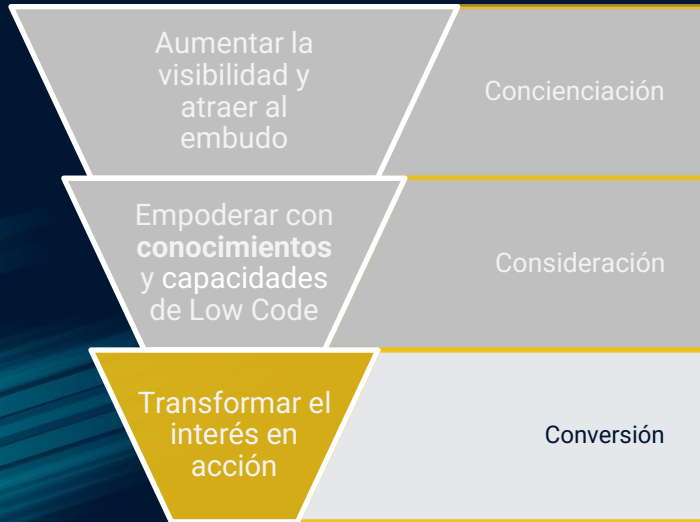 Aumentar la
visibilidad y
atraer al
embudo
Concienciación
Empoderar con
conocimientos
y capacidades
de Low Code
Consideración
Transformar el
interés en
acción
Conversión